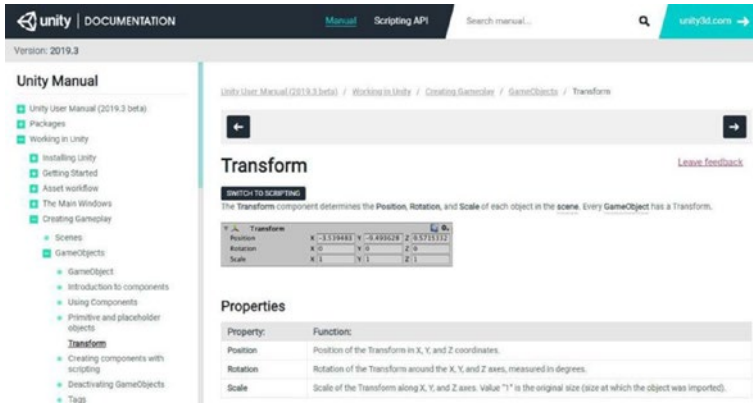 unity | DOCUMENTATION
Manual
Scripting API
Search manual...
unity3d.com →
Version: 2019.3
Unity Manual
Unity User Manual (2019.3 beta)
Packages
Working in Unity
Installing Unity
Getting Started
Asset workflow
The Main Windows
Creating Gameplay
Scenes
GameObjects
GameObject
Introduction to components
Using Components
Primitive and placeholder
objects
Transform
Creating components with
scripting
Deactivating GameObjects
Tags
Unity User Manual (2019.3 beta) / Working in Unity / Creating Gameplay / GameObjects / Transform
Transform
Leave feedback
SWITCH TO SCRIPTING
The Transform component determines the Position, Rotation, and Scale of each object in the scene. Every GameObject has a Transform.
Transform
Position X -3.539481 Y -0.493628 Z 0.5715332
Rotation X 0 Y 0 Z 0
Scale X 1 Y 1 Z 1
Properties
Property: Function:
Position Position of the Transform in X, Y, and Z coordinates.
Rotation Rotation of the Transform around the X, Y, and Z axes, measured in degrees.
Scale Scale of the Transform along X, Y, and Z axes. Value "1" is the original size (size at which the object was imported).